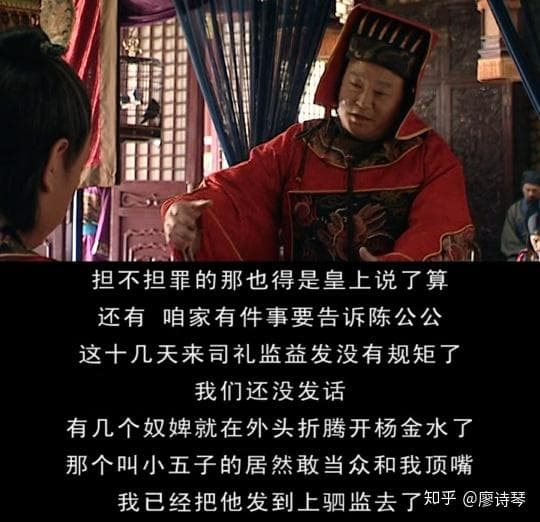 担不担罪的那也得是皇上说了算
还有 咱家有件事要告诉陈公公
这十几天来司礼监益发没有规矩了
我们还没发话
有几个奴婢就在外头折腾开杨金水了
那个叫小五子的居然敢当众和我顶嘴
我已经把他发到上驷监去了
知乎 @廖诗琴